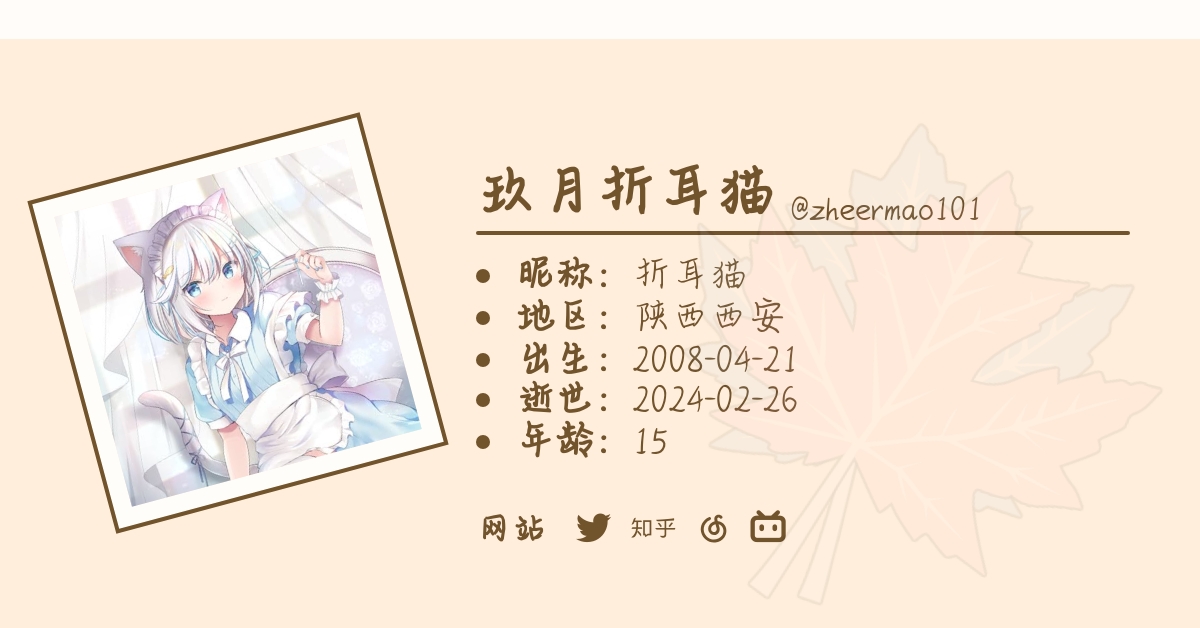 玖月折耳猫 @zheermao101
• 昵称：折耳猫
• 地区：陕西西安
• 出生：2008-04-21
• 逝世：2024-02-26
• 年龄：15
网站 知乎